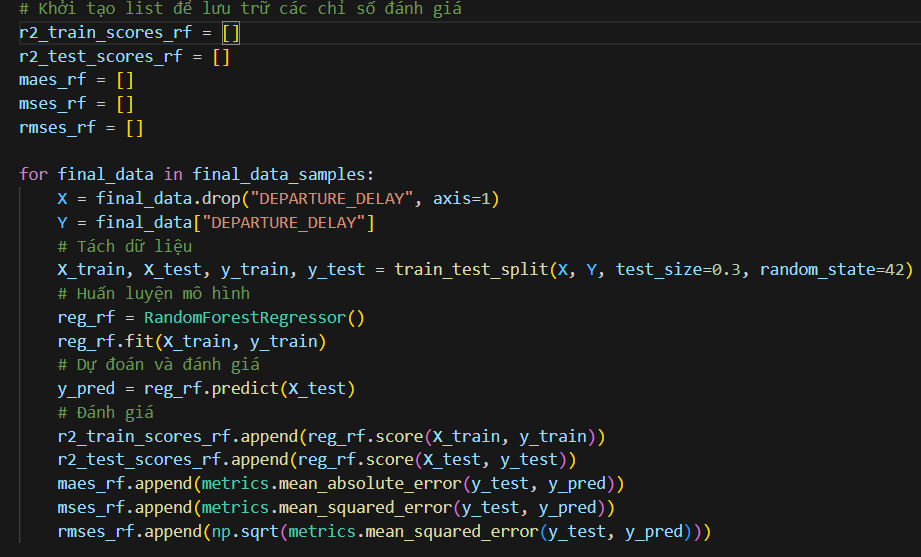 # Khởi tạo list để lưu trữ các chỉ số đánh giá
r2_train_scores_rf = []
r2_test_scores_rf = []
maes_rf = []
mses_rf = []
rmses_rf = []

for final_data in final_data_samples:
    X = final_data.drop("DEPARTURE_DELAY", axis=1)
    Y = final_data["DEPARTURE_DELAY"]
    # Tách dữ liệu
    X_train, X_test, y_train, y_test = train_test_split(X, Y, test_size=0.3, random_state=42)
    # Huấn luyện mô hình
    reg_rf = RandomForestRegressor()
    reg_rf.fit(X_train, y_train)
    # Dự đoán và đánh giá
    y_pred = reg_rf.predict(X_test)
    # Đánh giá
    r2_train_scores_rf.append(reg_rf.score(X_train, y_train))
    r2_test_scores_rf.append(reg_rf.score(X_test, y_test))
    maes_rf.append(metrics.mean_absolute_error(y_test, y_pred))
    mses_rf.append(metrics.mean_squared_error(y_test, y_pred))
    rmses_rf.append(np.sqrt(metrics.mean_squared_error(y_test, y_pred)))